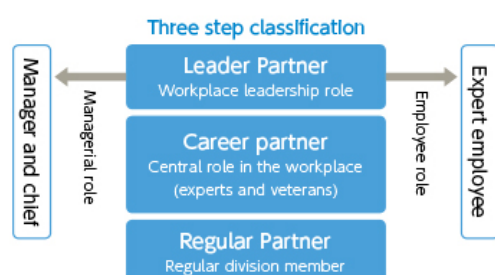 Three step classification
Manager and chief
Managerial role
Leader Partner
Workplace leadership role
Career partner
Central role in the workplace
(experts and veterans)
Regular Partner
Regular division member
Employee role
Expert employee